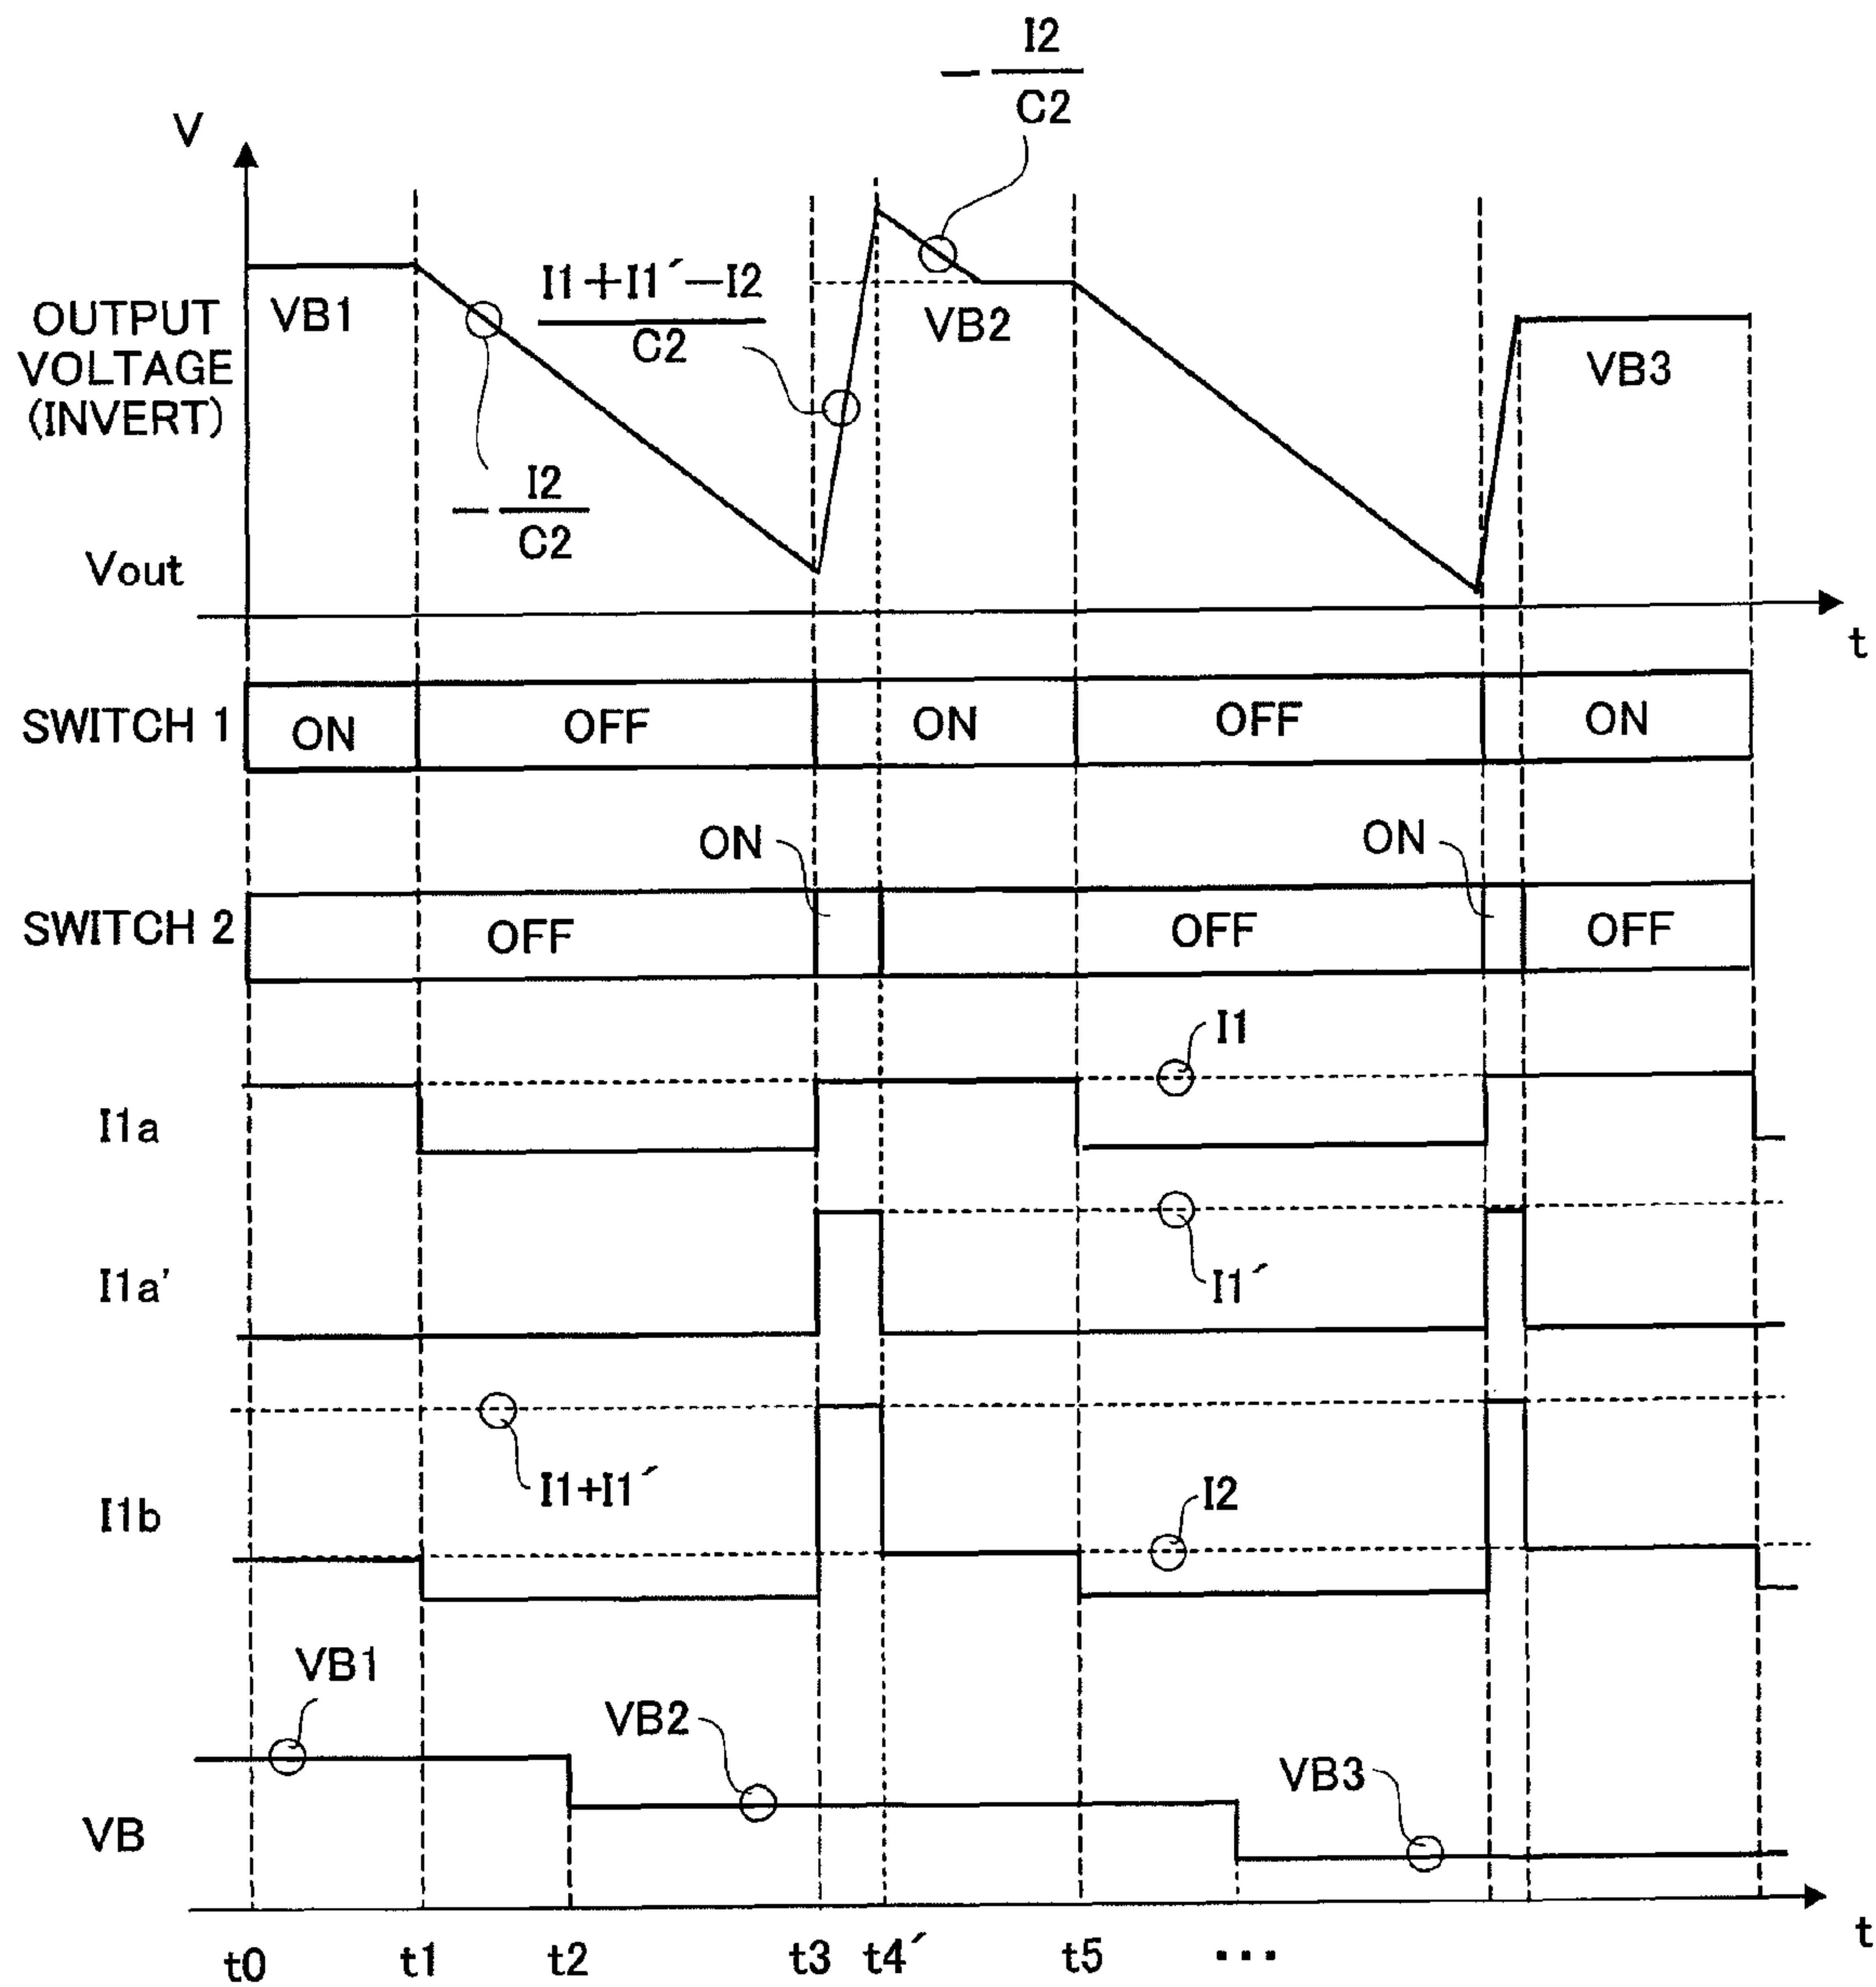 I2
− ──
C2
V
VB1
I1+I1´−I2
C2
VB2
VB3
OUTPUT
VOLTAGE
(INVERT)
− I2
C2
Vout
t
SWITCH 1 ON OFF ON OFF ON
ON ON
SWITCH 2 OFF OFF OFF
I1
I1a
I1a'
I1´
I1+I1´
I1b
I2
VB1
VB2
VB3
VB
t
t0 t1 t2 t3 t4´ t5 ...